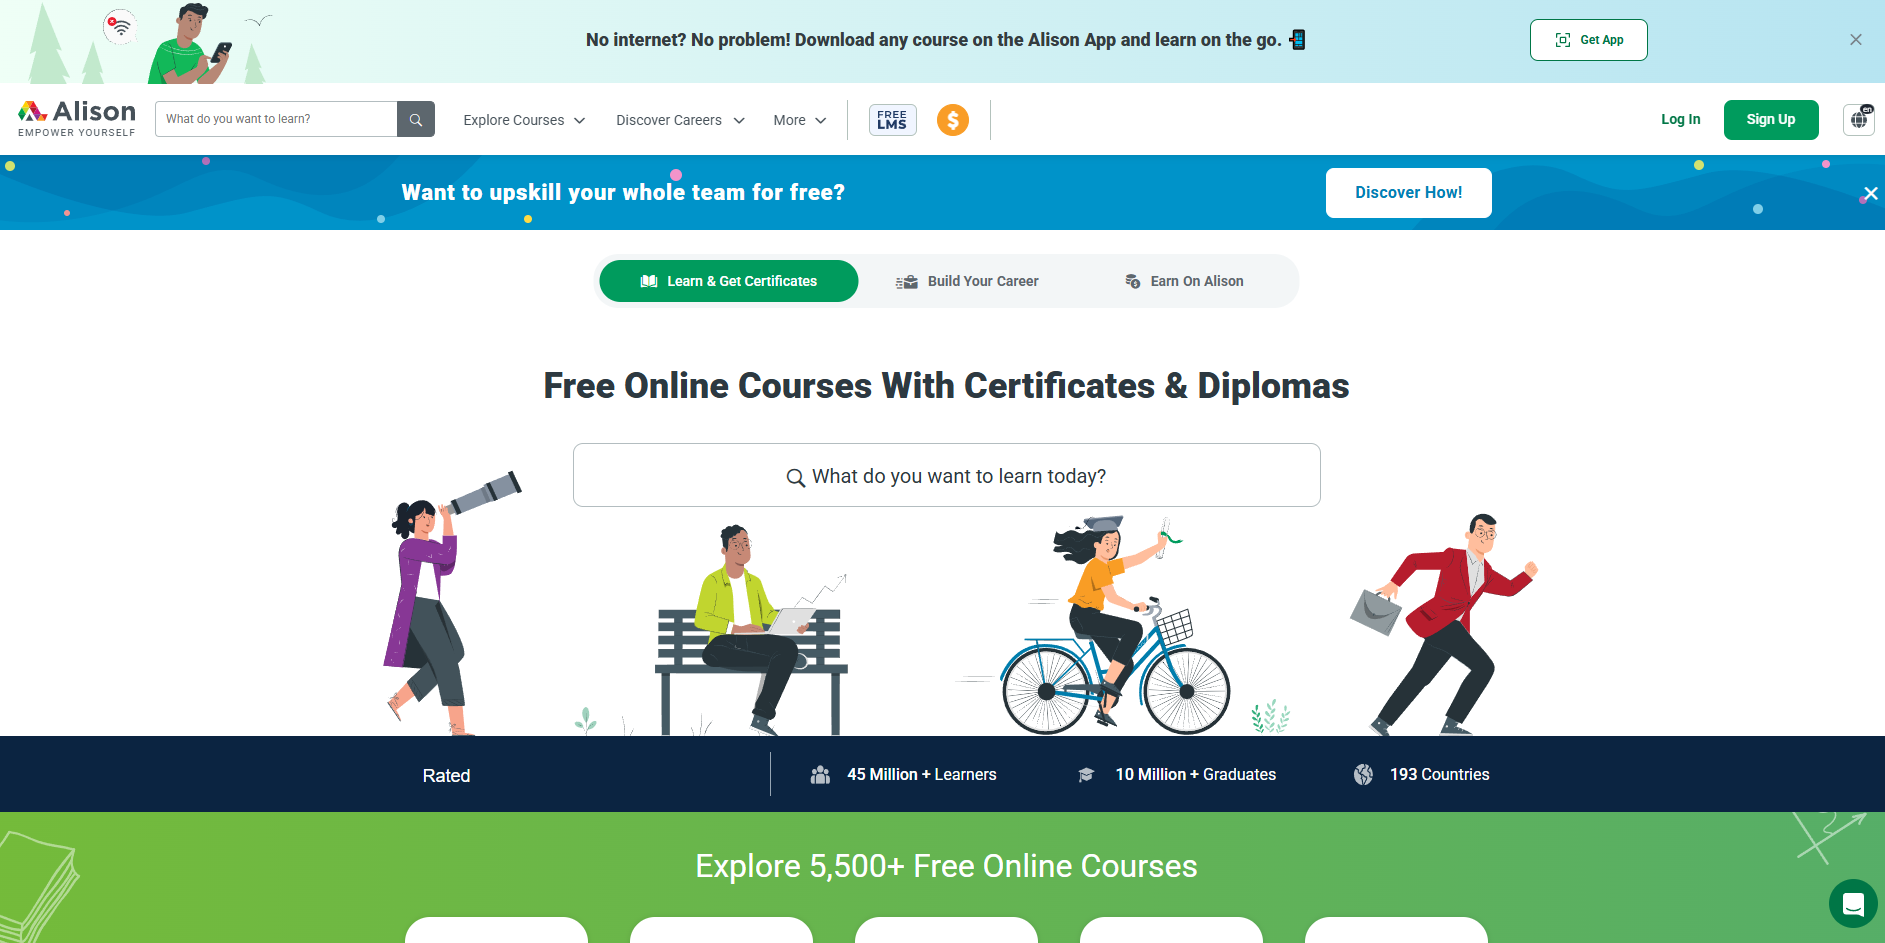 No internet? No problem! Download any course on the Alison App and learn on the go.
Get App
Alison
EMPOWER YOURSELF
What do you want to learn?
Explore Courses
Discover Careers
More
FREE
LMS
$
Log In
Sign Up
en
Want to upskill your whole team for free?
Discover How!
Learn & Get Certificates
Build Your Career
Earn On Alison
Free Online Courses With Certificates & Diplomas
What do you want to learn today?
Rated
45 Million + Learners
10 Million + Graduates
193 Countries
Explore 5,500+ Free Online Courses